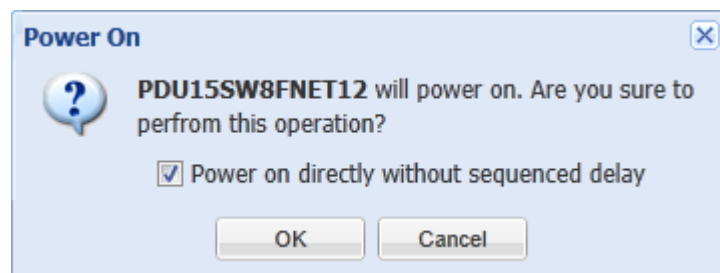 Power On
PDU15SW8FNET12 will power on. Are you sure to
perfrom this operation?
Power on directly without sequenced delay
OK Cancel